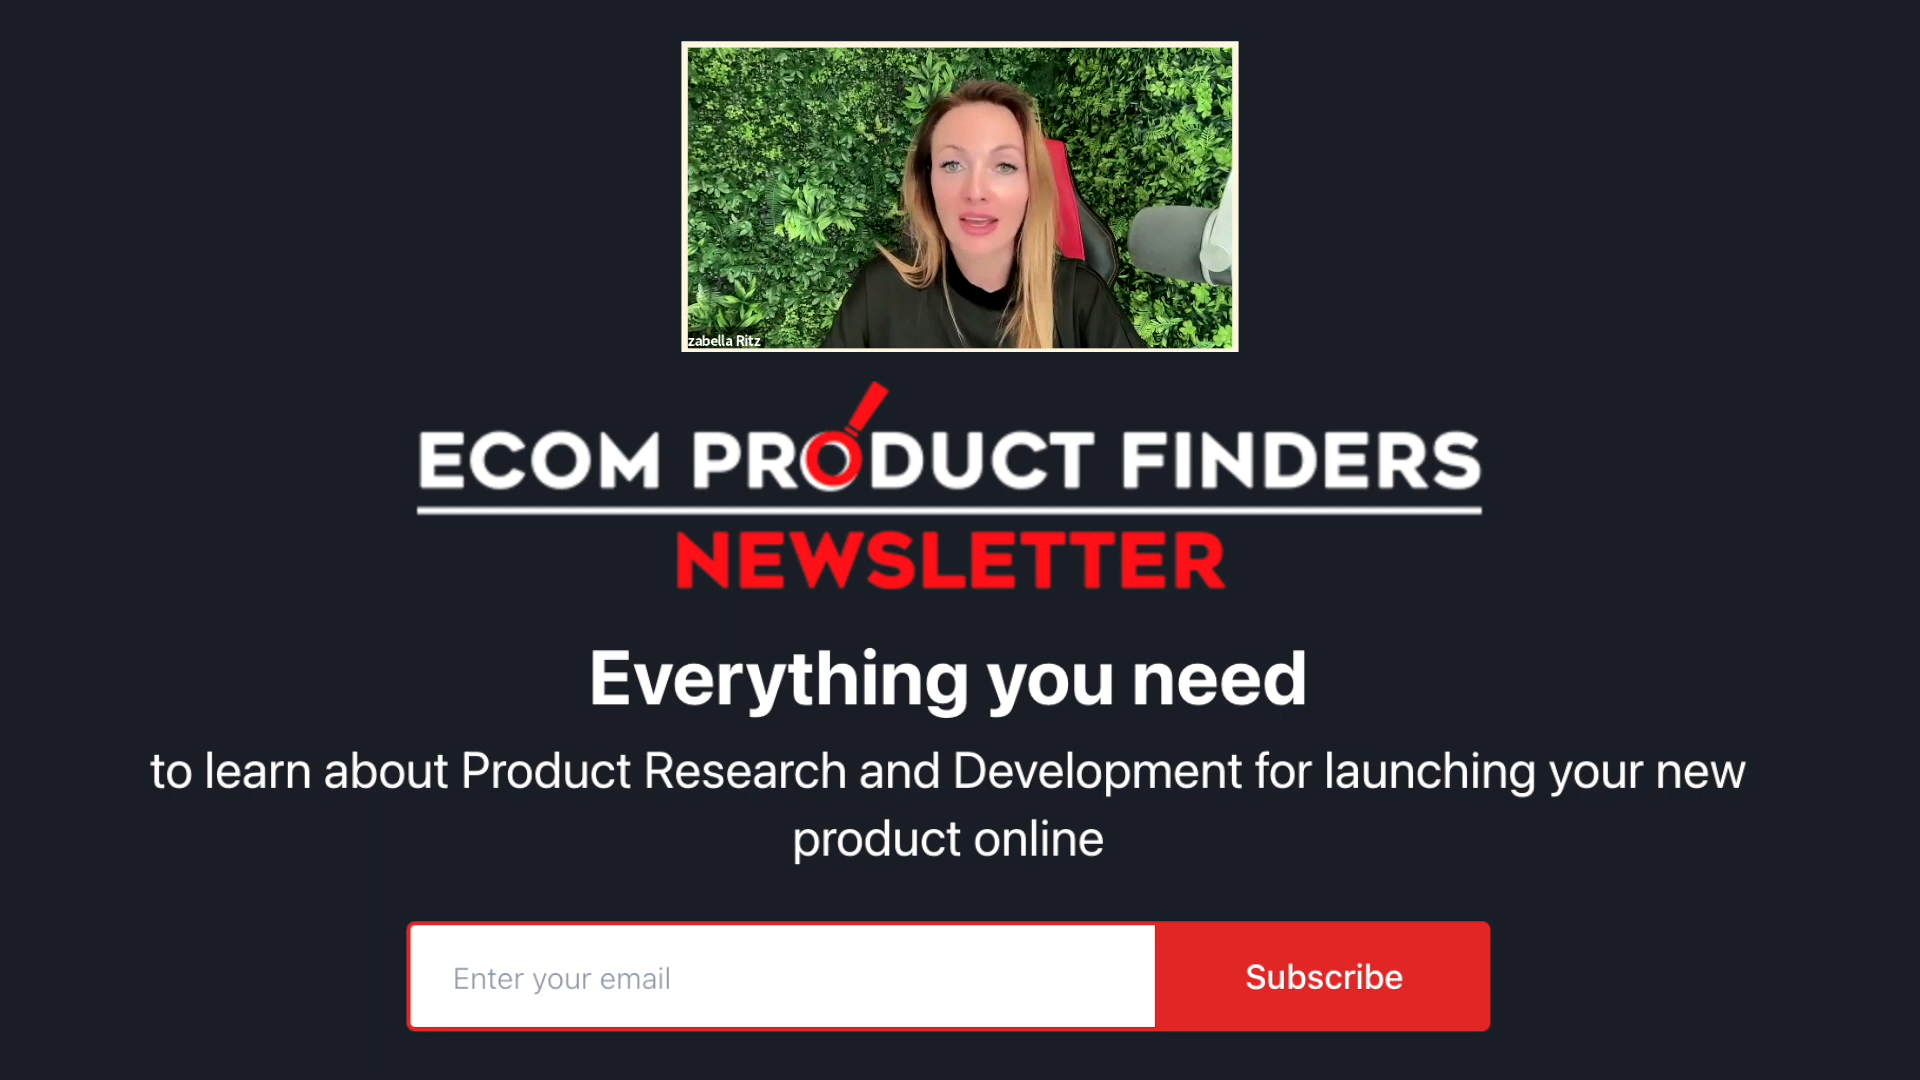 zabella Ritz
ECOM PRODUCT FINDERS
NEWSLETTER
Everything you need
to learn about Product Research and Development for launching your new
product online
Enter your email
Subscribe